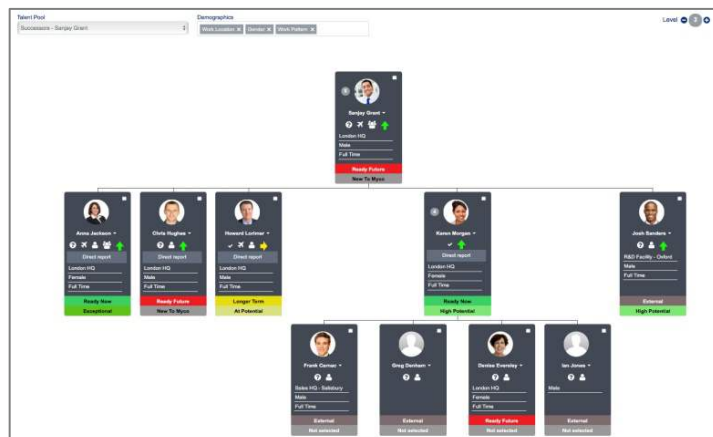 Talent Pool
Successors - Sanjay Grant
Demographics
Work Location x Gender x Work Pattern x
Level 3
Sanjay Grant
London HQ
Male
Full Time
Ready Future
New To Myco
Anna Jackson
Direct report
London HQ
Female
Full Time
Ready Now
Exceptional
Chris Hughes
Direct report
London HQ
Male
Full Time
Ready Future
New To Myco
Howard Lorimer
Direct report
London HQ
Male
Full Time
Longer Term
At Potential
Karen Morgan
Direct report
London HQ
Female
Full Time
Ready Now
High Potential
Josh Sanders
R&D Facility - Oxford
Male
Full Time
External
High Potential
Frank Carnac
Sales HQ - Salisbury
Male
Full Time
External
Not selected
Greg Denham
External
Not selected
Denise Eversley
London HQ
Female
Full Time
Ready Future
Not selected
Ian Jones
Male
External
Not selected